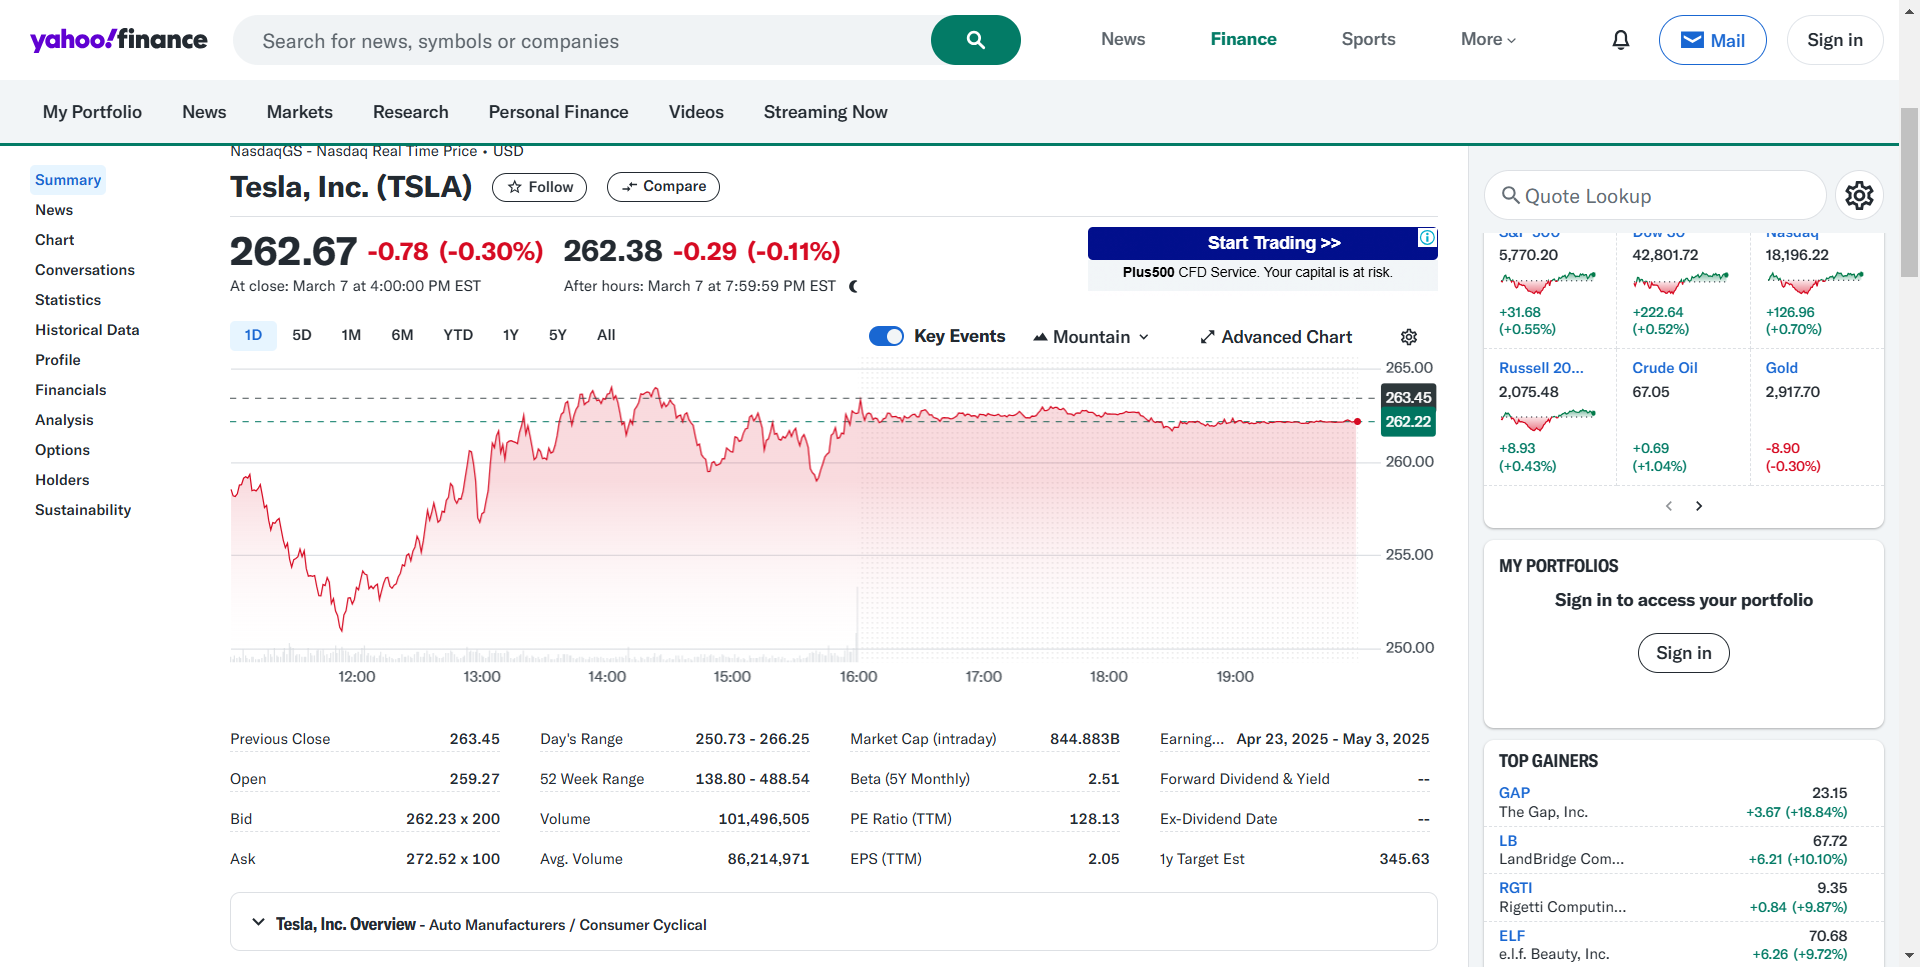 yahoo!finance
Search for news, symbols or companies
News
Finance
Sports
More
Mail
Sign in
My Portfolio
News
Markets
Research
Personal Finance
Videos
Streaming Now
Summary
News
Chart
Conversations
Statistics
Historical Data
Profile
Financials
Analysis
Options
Holders
Sustainability
NasdaqGS - Nasdaq Real Time Price • USD
Tesla, Inc. (TSLA)
Follow
Compare
262.67 -0.78 (-0.30%)
At close: March 7 at 4:00:00 PM EST
262.38 -0.29 (-0.11%)
After hours: March 7 at 7:59:59 PM EST
Start Trading >>
Plus500 CFD Service. Your capital is at risk.
1D 5D 1M 6M YTD 1Y 5Y All
Key Events
Mountain
Advanced Chart
265.00
263.45
262.22
260.00
255.00
250.00
12:00 13:00 14:00 15:00 16:00 17:00 18:00 19:00
Previous Close 263.45
Open 259.27
Bid 262.23 x 200
Ask 272.52 x 100
Day's Range 250.73 - 266.25
52 Week Range 138.80 - 488.54
Volume 101,496,505
Avg. Volume 86,214,971
Market Cap (intraday) 844.883B
Beta (5Y Monthly) 2.51
PE Ratio (TTM) 128.13
EPS (TTM) 2.05
Earning... Apr 23, 2025 - May 3, 2025
Forward Dividend & Yield --
Ex-Dividend Date --
1y Target Est 345.63
Tesla, Inc. Overview - Auto Manufacturers / Consumer Cyclical
Quote Lookup
S&P 500
5,770.20
+31.68
(+0.55%)
Dow 30
42,801.72
+222.64
(+0.52%)
Nasdaq
18,196.22
+126.96
(+0.70%)
Russell 20...
2,075.48
+8.93
(+0.43%)
Crude Oil
67.05
+0.69
(+1.04%)
Gold
2,917.70
-8.90
(-0.30%)
MY PORTFOLIOS
Sign in to access your portfolio
Sign in
TOP GAINERS
GAP 23.15
The Gap, Inc. +3.67 (+18.84%)
LB 67.72
LandBridge Com... +6.21 (+10.10%)
RGTI 9.35
Rigetti Computin... +0.84 (+9.87%)
ELF 70.68
e.l.f. Beauty, Inc. +6.26 (+9.72%)